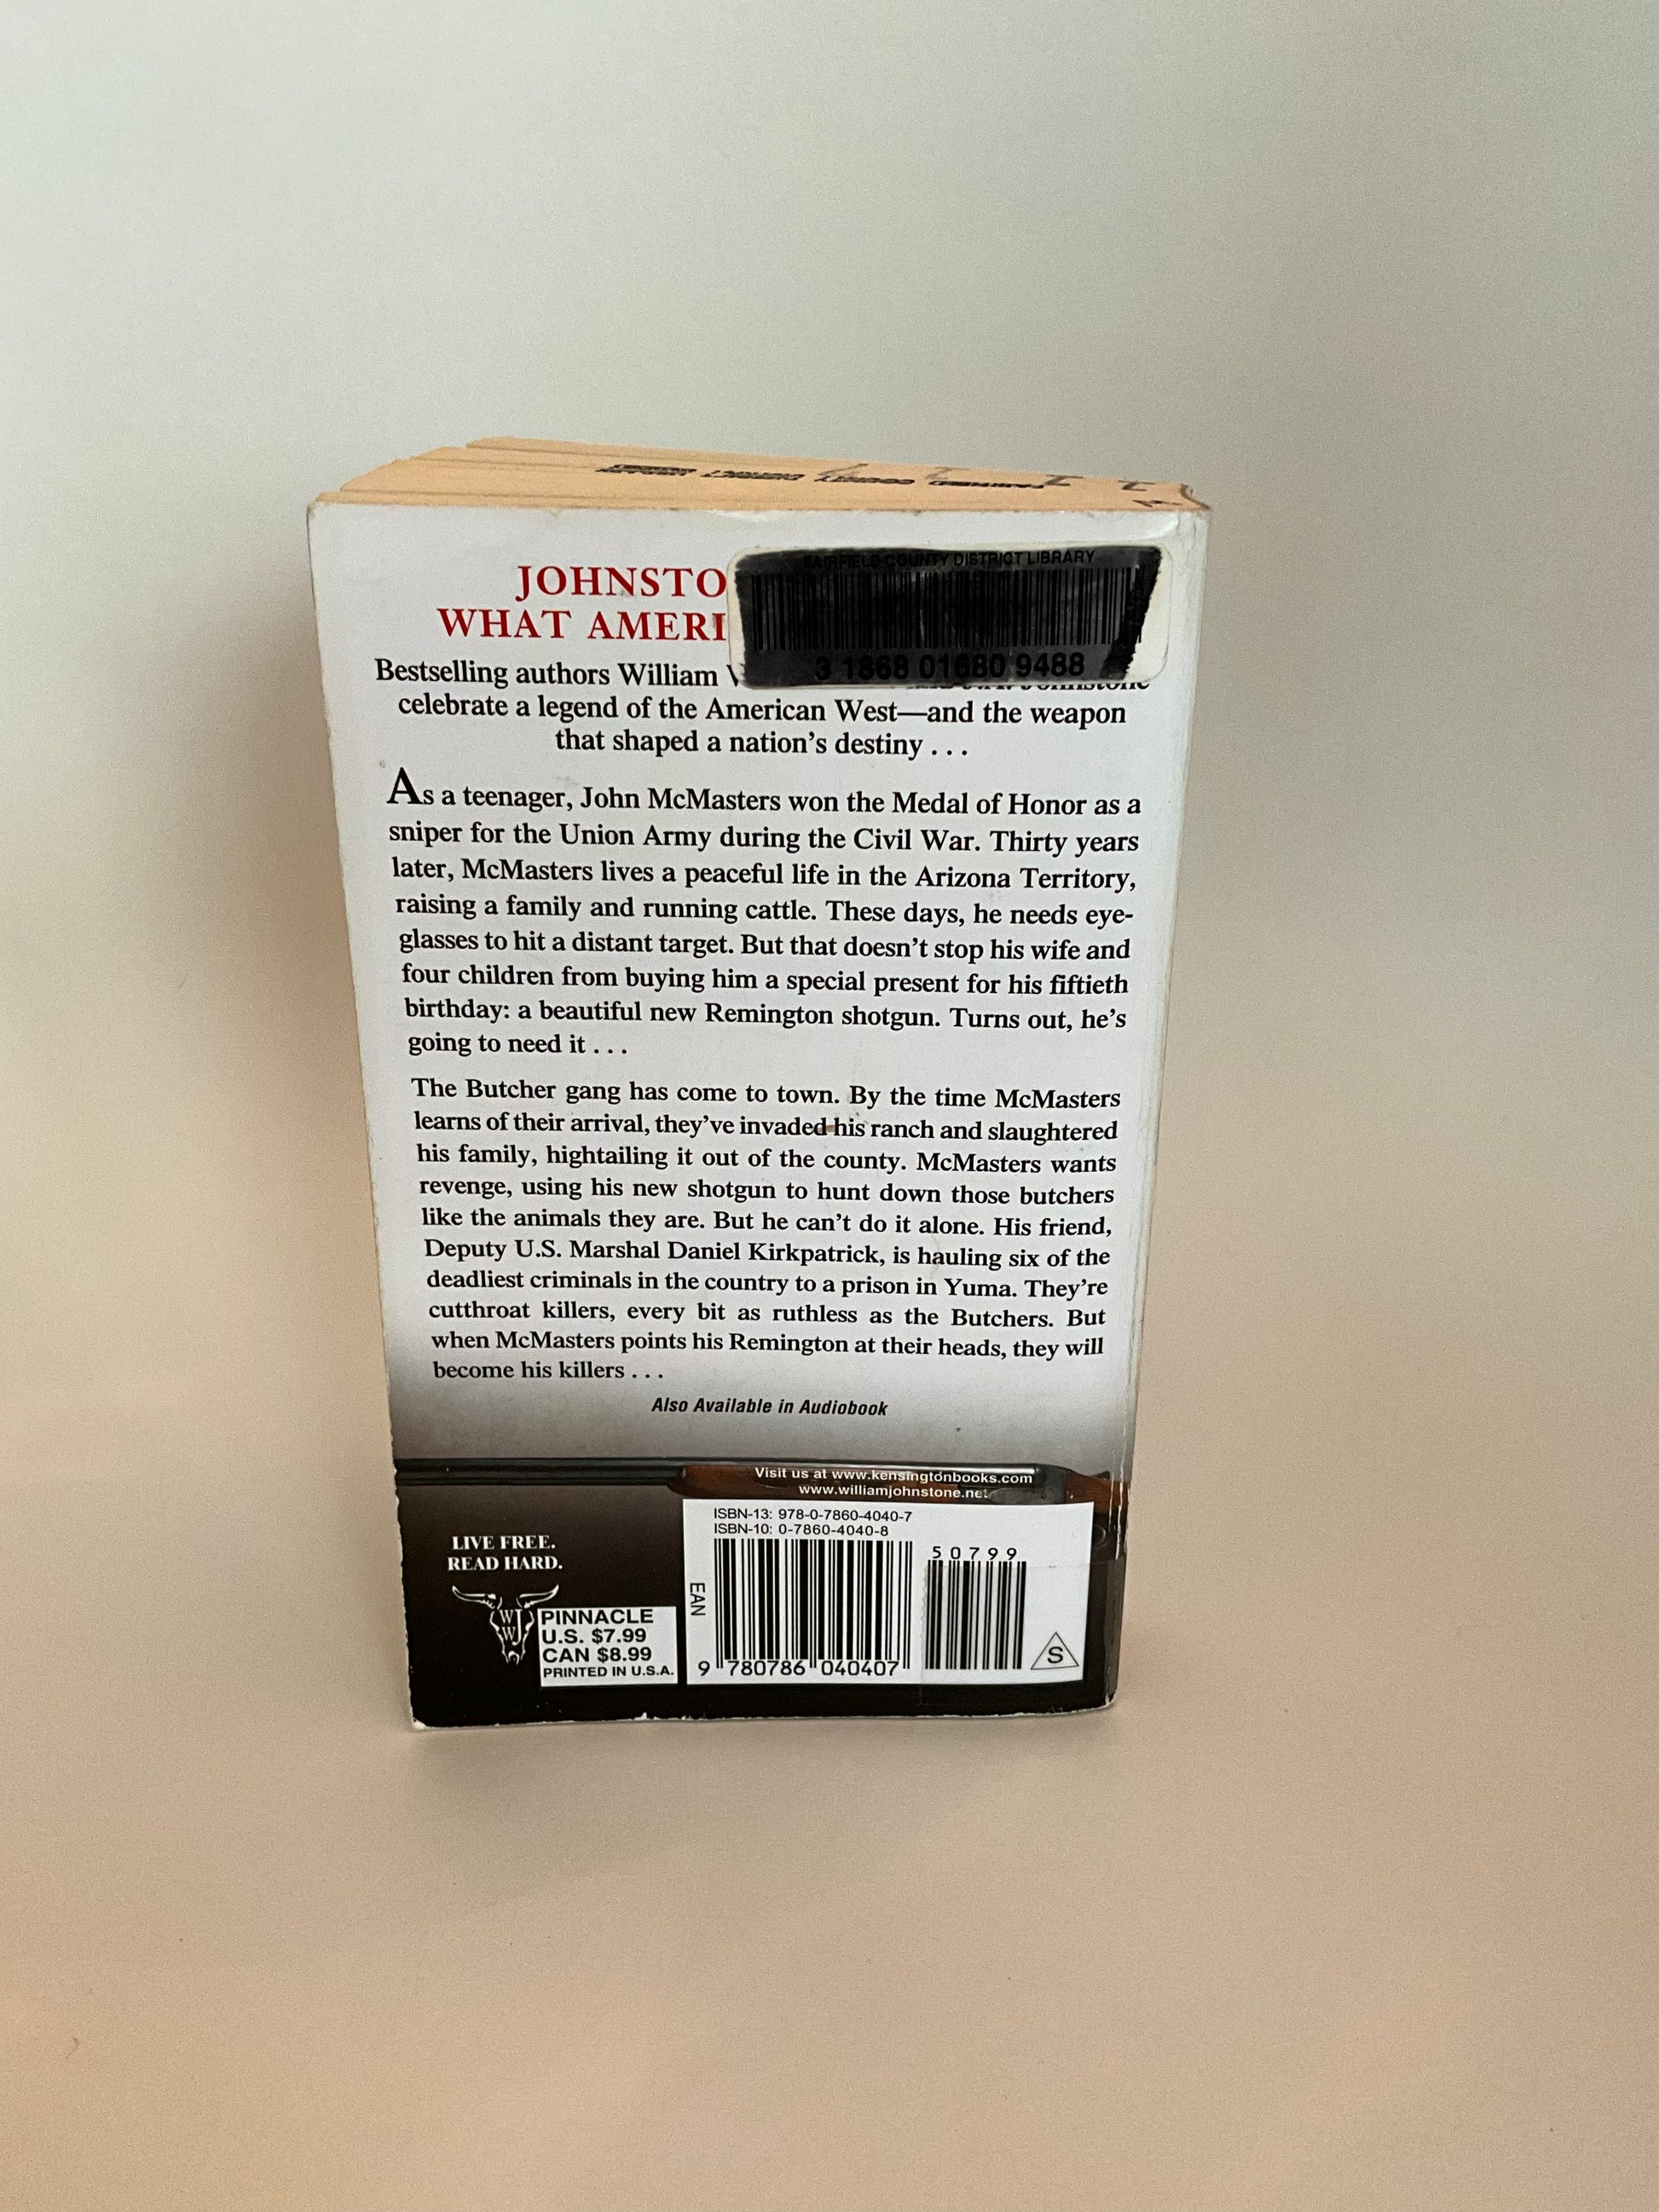 FAIRFIELD COUNTY DISTRICT LIBRARY
3 1868 01680 9488
JOHNSTO
WHAT AMERI
Bestselling authors William Johnstone
celebrate a legend of the American West—and the weapon
that shaped a nation's destiny . . .
As a teenager, John McMasters won the Medal of Honor as a
sniper for the Union Army during the Civil War. Thirty years
later, McMasters lives a peaceful life in the Arizona Territory,
raising a family and running cattle. These days, he needs eye-
glasses to hit a distant target. But that doesn't stop his wife and
four children from buying him a special present for his fiftieth
birthday: a beautiful new Remington shotgun. Turns out, he's
going to need it . . .
The Butcher gang has come to town. By the time McMasters
learns of their arrival, they've invaded his ranch and slaughtered
his family, hightailing it out of the county. McMasters wants
revenge, using his new shotgun to hunt down those butchers
like the animals they are. But he can't do it alone. His friend,
Deputy U.S. Marshal Daniel Kirkpatrick, is hauling six of the
deadliest criminals in the country to a prison in Yuma. They're
cutthroat killers, every bit as ruthless as the Butchers. But
when McMasters points his Remington at their heads, they will
become his killers . . .
Also Available in Audiobook
Visit us at www.kensingtonbooks.com
www.williamjohnstone.net
LIVE FREE.
READ HARD.
WJ
W
PINNACLE
U.S. $7.99
CAN $8.99
PRINTED IN U.S.A.
ISBN-13: 978-0-7860-4040-7
ISBN-10: 0-7860-4040-8
50799
EAN
9 780786 040407
S